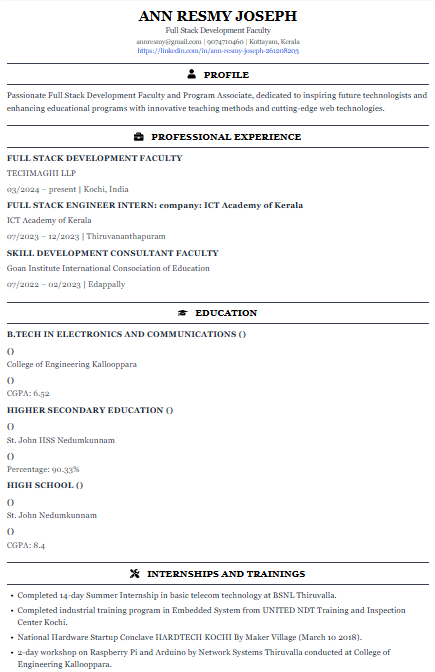 ANN RESMY JOSEPH
Full Stack Development Faculty
annresmy@gmail.com | 9074710460 | Kottayam, Kerala
https://linkedin.com/in/ann-resmy-joseph-261208203
PROFILE
Passionate Full Stack Development Faculty and Program Associate, dedicated to inspiring future technologists and
enhancing educational programs with innovative teaching methods and cutting-edge web technologies.
PROFESSIONAL EXPERIENCE
FULL STACK DEVELOPMENT FACULTY
TECHMAGHI LLP
03/2024 – present | Kochi, India
FULL STACK ENGINEER INTERN: company: ICT Academy of Kerala
ICT Academy of Kerala
07/2023 – 12/2023 | Thiruvananthapuram
SKILL DEVELOPMENT CONSULTANT FACULTY
Goan Institute International Consociation of Education
07/2022 – 02/2023 | Edappally
EDUCATION
B.TECH IN ELECTRONICS AND COMMUNICATIONS ()
()
College of Engineering Kallooppara
()
CGPA: 6.52
HIGHER SECONDARY EDUCATION ()
()
St. John HSS Nedumkunnam
()
Percentage: 90.33%
HIGH SCHOOL ()
()
St. John Nedumkunnam
()
CGPA: 8.4
INTERNSHIPS AND TRAININGS
• Completed 14-day Summer Internship in basic telecom technology at BSNL Thiruvalla.
• Completed industrial training program in Embedded System from UNITED NDT Training and Inspection
Center Kochi.
• National Hardware Startup Conclave HARDTECH KOCHI By Maker Village (March 10 2018).
• 2-day workshop on Raspberry Pi and Arduino by Network Systems Thiruvalla conducted at College of
Engineering Kallooppara.